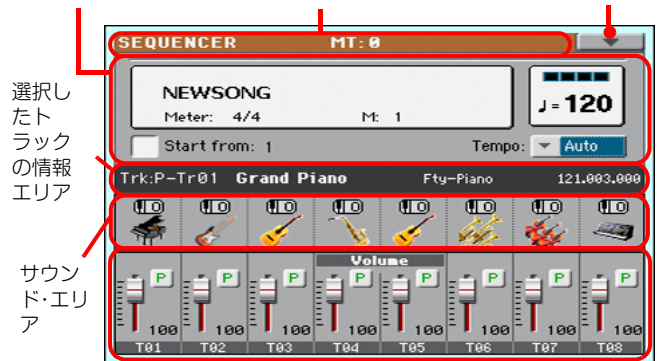 SEQUENCER MT: 0
NEWSONG
Meter: 4/4 M: 1
♩=120
Start from: 1 Tempo: Auto
選択し
たト
ラック
の情報
エリア
Trk:P-Tr01 Grand Piano Fty-Piano 121.003.000
サウン
ド･エリ
ア
Volume
P P P P P P P P
100 100 100 100 100 100 100 100
T01 T02 T03 T04 T05 T06 T07 T08